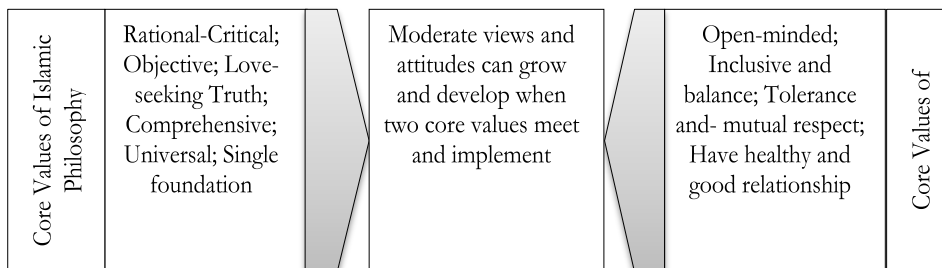 Core Values of Islamic
Philosophy
Rational-Critical;
Objective; Love-
seeking Truth;
Comprehensive;
Universal; Single
foundation
Moderate views and
attitudes can grow
and develop when
two core values meet
and implement
Open-minded;
Inclusive and
balance; Tolerance
and- mutual respect;
Have healthy and
good relationship
Core Values of